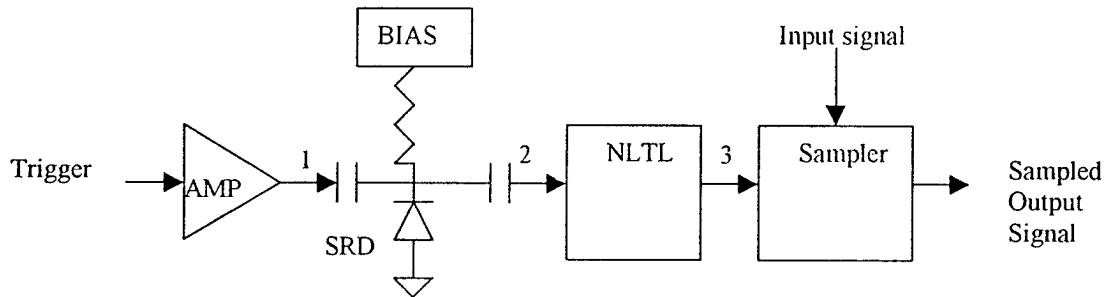 BIAS
Input signal
Trigger
AMP
1
SRD
2
NLTL
3
Sampler
Sampled
Output
Signal